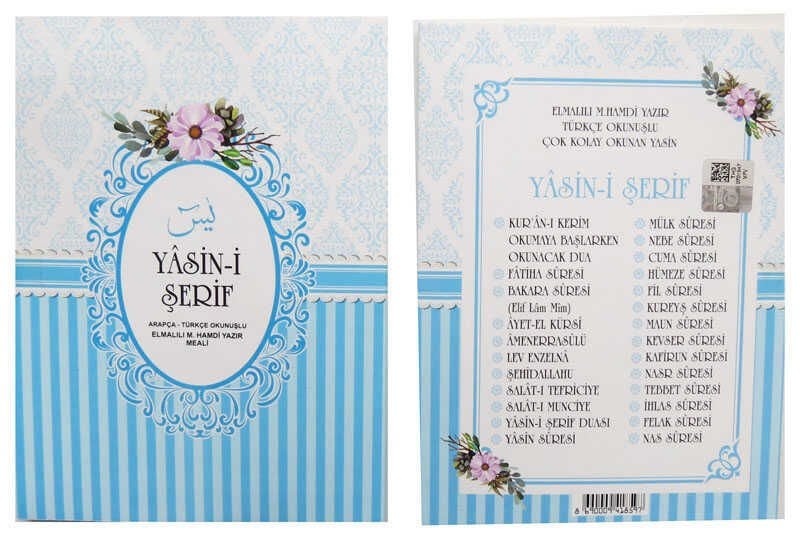 يس
YÂSİN-İ
ŞERİF
ARAPÇA - TÜRKÇE OKUNUŞLU
ELMALILI M. HAMDİ YAZIR
MEALİ
ELMALILI M.HAMDİ YAZIR
TÜRKÇE OKUNUŞLU
ÇOK KOLAY OKUNAN YASİN
YÂSİN-İ ŞERİF
KUR'ÂN-I KERİM
OKUMAYA BAŞLARKEN
OKUNACAK DUA
FÂTİHA SÛRESİ
BAKARA SÛRESİ
(Elif Lâm Mim)
ÂYET-EL KÜRSİ
ÂMENERRASÜLÜ
LEV ENZELNÂ
ŞEHİDALLAHU
SALÂT-I TEFRİCİYE
SALÂT-I MUNCİYE
YÂSİN-İ ŞERİF DUASI
YÂSİN SÛRESİ
MÜLK SÛRESİ
NEBE SÛRESİ
CUMA SÛRESİ
HÜMEZE SÛRESİ
FİL SÛRESİ
KUREYŞ SÛRESİ
MAUN SÛRESİ
KEVSER SÛRESİ
KAFİRUN SÛRESİ
NASR SÛRESİ
TEBBET SÛRESİ
İHLAS SÛRESİ
FELAK SÛRESİ
NAS SÛRESİ
8 690009 418597